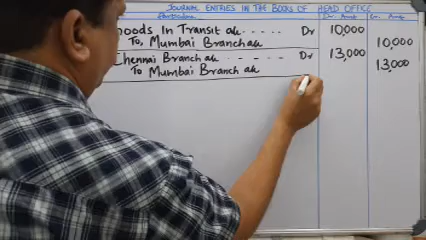 JOURNAL ENTRIES IN THE BOOKS OF HEAD OFFICE
Particulars Dr. Amt Cr. Amt
oods In Transit a/c ..... Dr 10,000
To, Mumbai Branch a/c 10,000
Chennai Branch a/c - - - - - Dr 13,000
To Mumbai Branch a/c 13,000